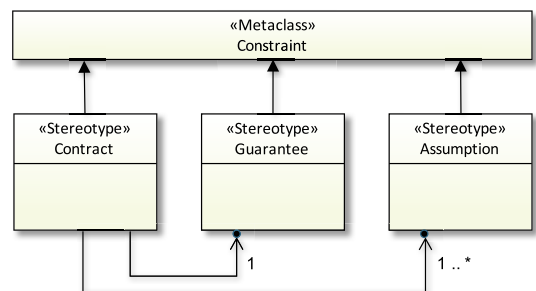 «Metaclass»
Constraint
«Stereotype»
Contract
«Stereotype»
Guarantee
«Stereotype»
Assumption
1
1 .. *